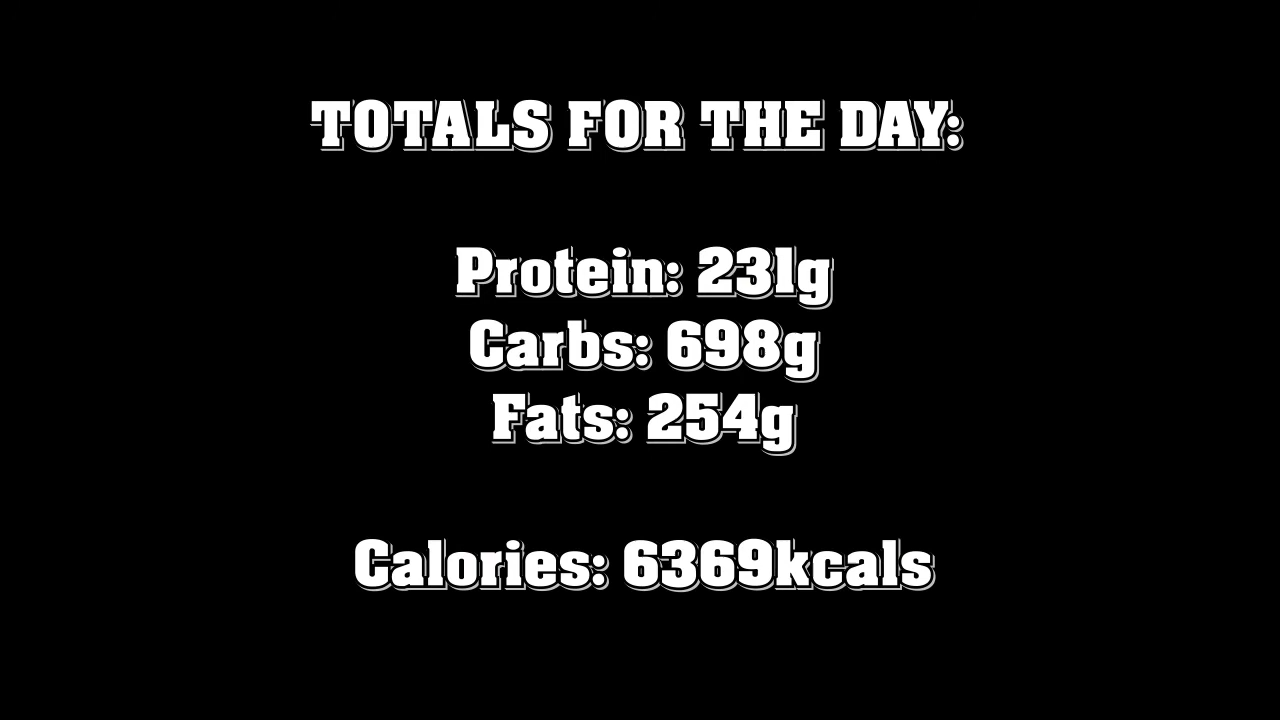 TOTALS FOR THE DAY:
Protein: 231g
Carbs: 698g
Fats: 254g
Calories: 6369kcals